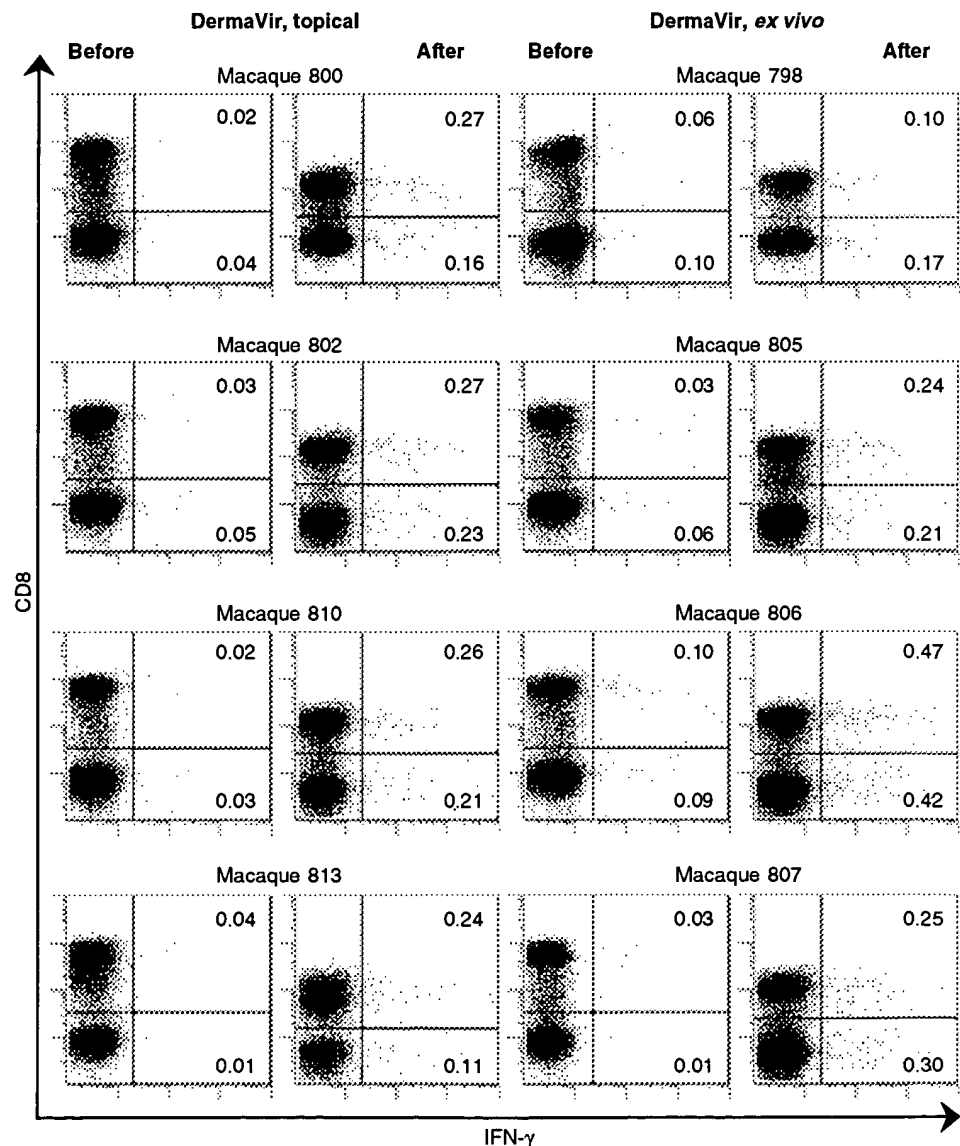 DermaVir, topical DermaVir, ex vivo
Before After Before After
Macaque 800 Macaque 798
0.02 0.27 0.06 0.10
0.04 0.16 0.10 0.17
Macaque 802 Macaque 805
0.03 0.27 0.03 0.24
0.05 0.23 0.06 0.21
Macaque 810 Macaque 806
0.02 0.26 0.10 0.47
0.03 0.21 0.09 0.42
Macaque 813 Macaque 807
0.04 0.24 0.03 0.25
0.01 0.11 0.01 0.30
CD8
IFN-γ